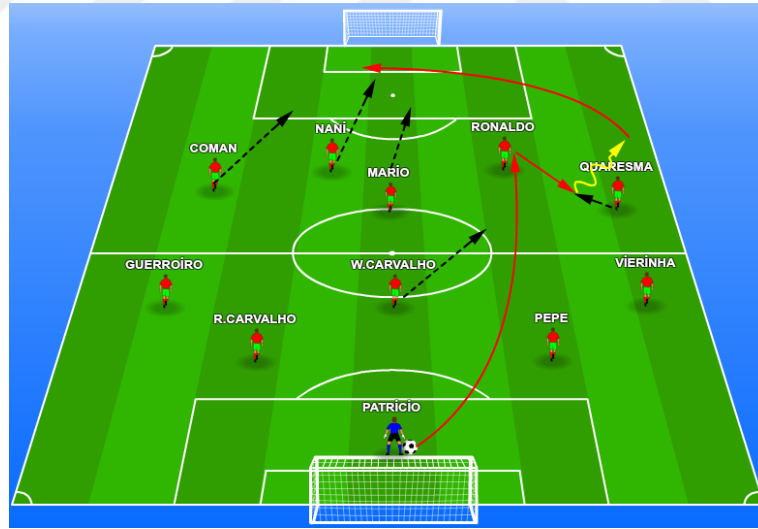 NANİ
RONALDO
COMAN
MARİO
QUARESMA
GUERROİRO
W.CARVALHO
VİERİNHA
R.CARVALHO
PEPE
PATRİCİO